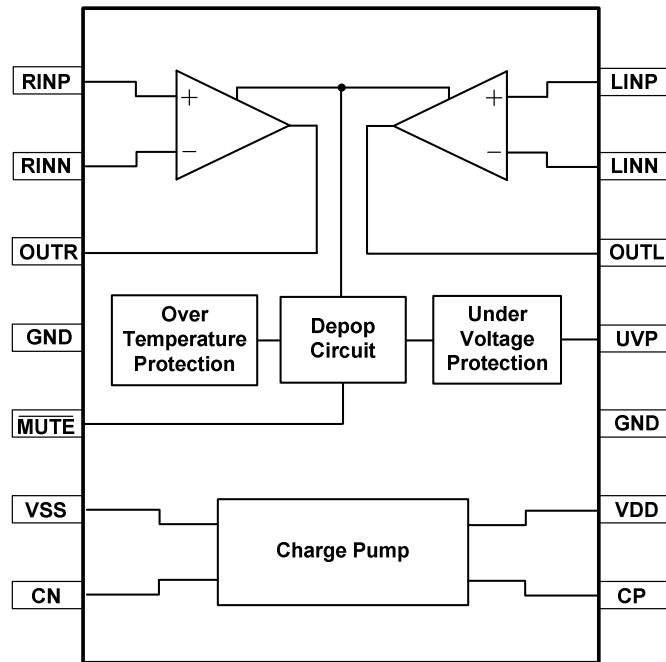 RINP
LINP
+
+
RINN
−
−
LINN
OUTR
OUTL
Over
Temperature
Protection
Depop
Circuit
Under
Voltage
Protection
GND
UVP
MUTE
GND
VSS
VDD
Charge Pump
CN
CP